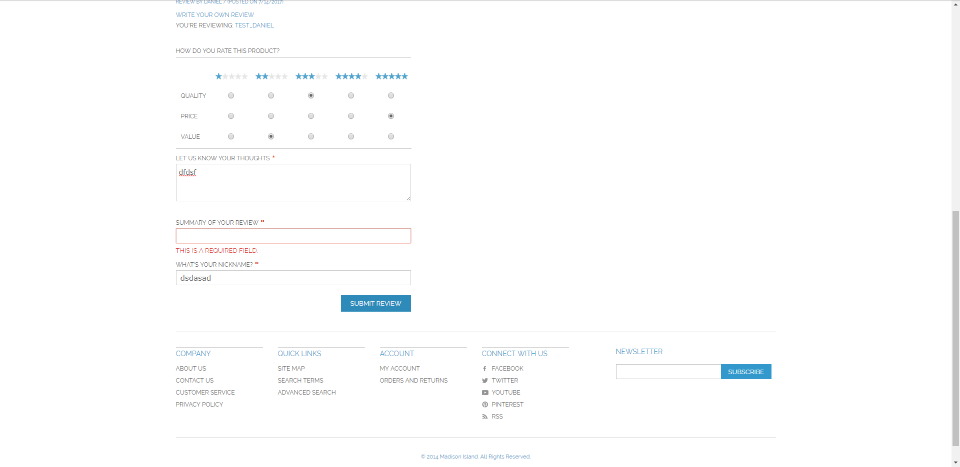 REVIEW BY DANIEL / (POSTED ON 7/11/2017)
WRITE YOUR OWN REVIEW
YOU'RE REVIEWING: TEST_DANIEL
HOW DO YOU RATE THIS PRODUCT?
QUALITY
PRICE
VALUE
LET US KNOW YOUR THOUGHTS *
dfdsf
SUMMARY OF YOUR REVIEW *
THIS IS A REQUIRED FIELD.
WHAT'S YOUR NICKNAME? *
dsdasad
SUBMIT REVIEW
COMPANY
ABOUT US
CONTACT US
CUSTOMER SERVICE
PRIVACY POLICY
QUICK LINKS
SITE MAP
SEARCH TERMS
ADVANCED SEARCH
ACCOUNT
MY ACCOUNT
ORDERS AND RETURNS
CONNECT WITH US
FACEBOOK
TWITTER
YOUTUBE
PINTEREST
RSS
NEWSLETTER
SUBSCRIBE
© 2014 Madison Island. All Rights Reserved.